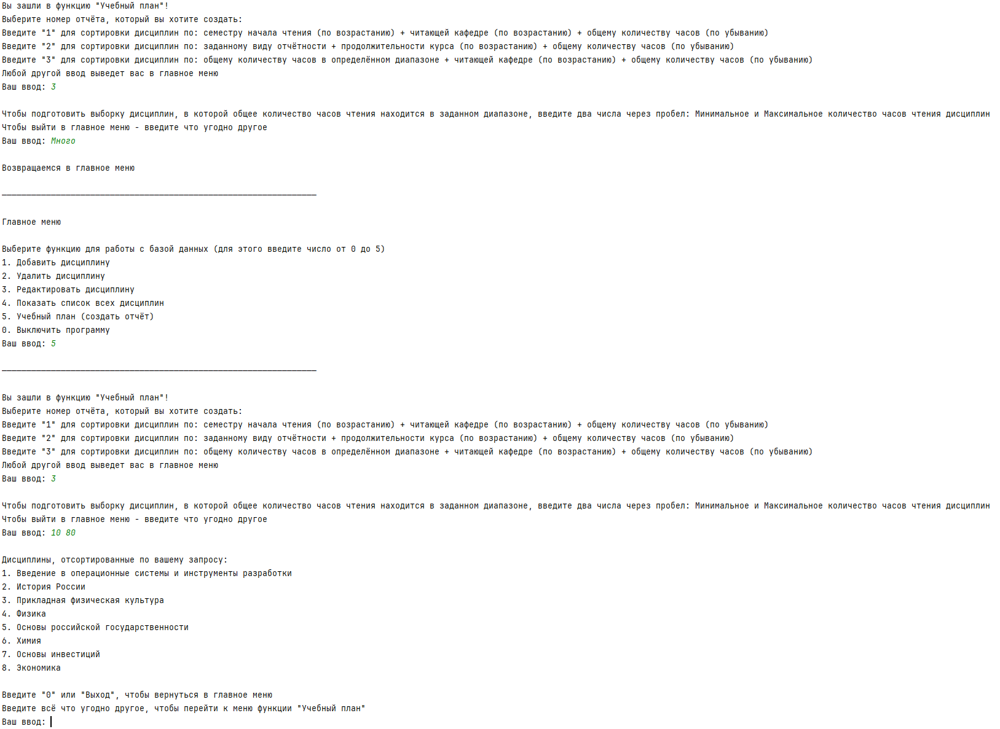 Вы зашли в функцию "Учебный план"!
Выберите номер отчёта, который вы хотите создать:
Введите "1" для сортировки дисциплин по: семестру начала чтения (по возрастанию) + читающей кафедре (по возрастанию) + общему количеству часов (по убыванию)
Введите "2" для сортировки дисциплин по: заданному виду отчётности + продолжительности курса (по возрастанию) + общему количеству часов (по убыванию)
Введите "3" для сортировки дисциплин по: общему количеству часов в определённом диапазоне + читающей кафедре (по возрастанию) + общему количеству часов (по убыванию)
Любой другой ввод выведет вас в главное меню
Ваш ввод: 3
Чтобы подготовить выборку дисциплин, в которой общее количество часов чтения находится в заданном диапазоне, введите два числа через пробел: Минимальное и Максимальное количество часов чтения дисциплин
Чтобы выйти в главное меню - введите что угодно другое
Ваш ввод: Много
Возвращаемся в главное меню
________________________________________________________________
Главное меню
Выберите функцию для работы с базой данных (для этого введите число от 0 до 5)
1. Добавить дисциплину
2. Удалить дисциплину
3. Редактировать дисциплину
4. Показать список всех дисциплин
5. Учебный план (создать отчёт)
0. Выключить программу
Ваш ввод: 5
________________________________________________________________
Вы зашли в функцию "Учебный план"!
Выберите номер отчёта, который вы хотите создать:
Введите "1" для сортировки дисциплин по: семестру начала чтения (по возрастанию) + читающей кафедре (по возрастанию) + общему количеству часов (по убыванию)
Введите "2" для сортировки дисциплин по: заданному виду отчётности + продолжительности курса (по возрастанию) + общему количеству часов (по убыванию)
Введите "3" для сортировки дисциплин по: общему количеству часов в определённом диапазоне + читающей кафедре (по возрастанию) + общему количеству часов (по убыванию)
Любой другой ввод выведет вас в главное меню
Ваш ввод: 3
Чтобы подготовить выборку дисциплин, в которой общее количество часов чтения находится в заданном диапазоне, введите два числа через пробел: Минимальное и Максимальное количество часов чтения дисциплин
Чтобы выйти в главное меню - введите что угодно другое
Ваш ввод: 10 80
Дисциплины, отсортированные по вашему запросу:
1. Введение в операционные системы и инструменты разработки
2. История России
3. Прикладная физическая культура
4. Физика
5. Основы российской государственности
6. Химия
7. Основы инвестиций
8. Экономика
Введите "0" или "Выход", чтобы вернуться в главное меню
Введите всё что угодно другое, чтобы перейти к меню функции "Учебный план"
Ваш ввод: